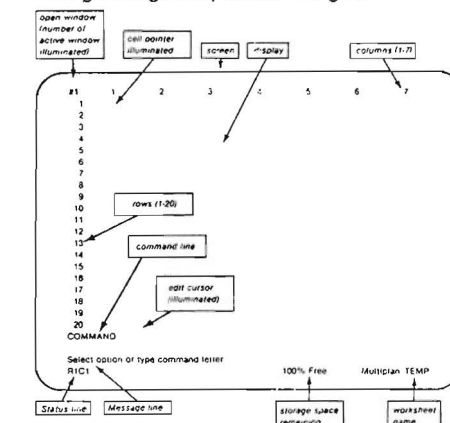 open window
(number of
active window
illuminated)
cell pointer
illuminated
screen
display
columns (1-7)
#1 1 2 3 4 5 6 7
1
2
3
4
5
6
7
8
9
10
11
12
13
14
15
16
17
18
19
20
rows (1-20)
command line
edit cursor
(illuminated)
COMMAND
Select option or type command letter
R1C1 100% Free Multiplan TEMP
Status line
Message line
storage space
remaining
worksheet
name